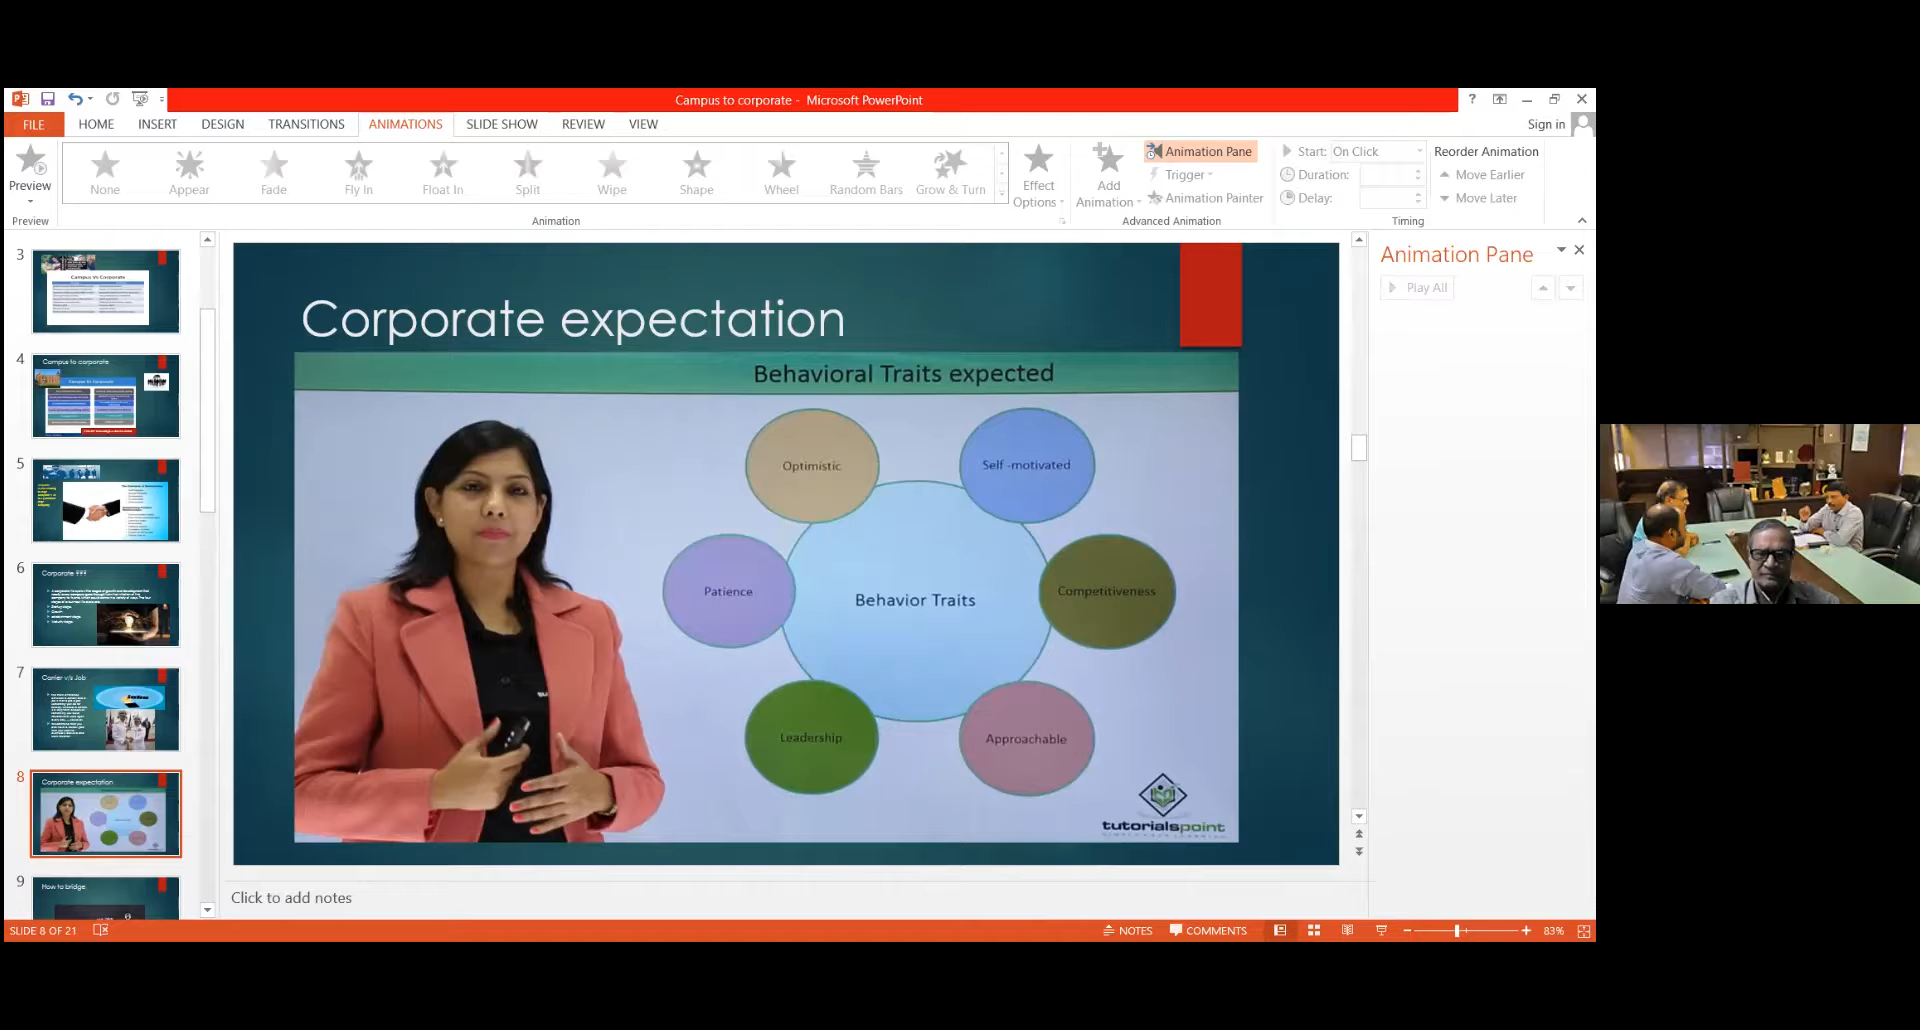 Campus to corporate - Microsoft PowerPoint
?
FILE HOME INSERT DESIGN TRANSITIONS ANIMATIONS SLIDE SHOW REVIEW VIEW
Sign in
Preview
None Appear Fade Fly In Float In Split Wipe Shape Wheel Random Bars Grow & Turn
Effect Options
Add Animation
Animation Pane
Trigger
Animation Painter
Start: On Click
Duration:
Delay:
Reorder Animation
Move Earlier
Move Later
Preview
Animation
Advanced Animation
Timing
3
Campus Vs Corporate
4
Campus to corporate
5
6
Corporate
7
Carrier v/s Job
8
Corporate expectation
9
How to bridge
Corporate expectation
Behavioral Traits expected
Optimistic
Self -motivated
Patience
Behavior Traits
Competitiveness
Leadership
Approachable
tutorialspoint
Animation Pane
Play All
Click to add notes
SLIDE 8 OF 21
NOTES
COMMENTS
83%